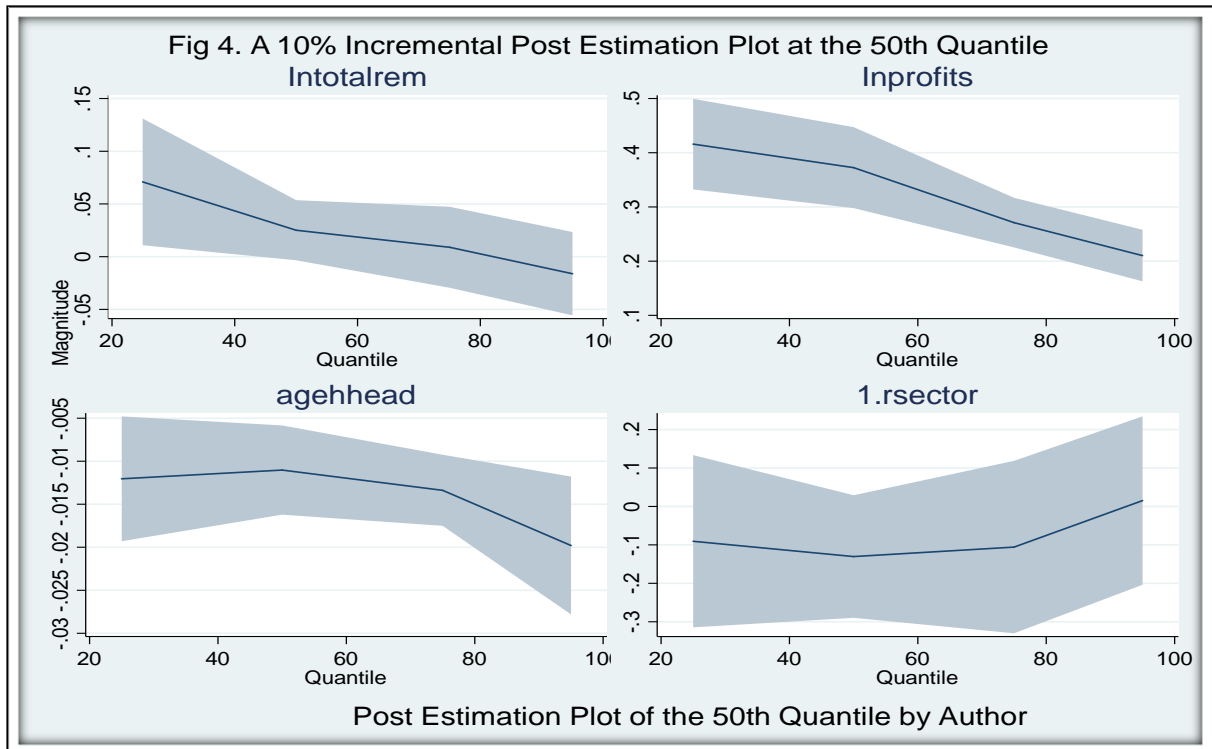 Fig 4. A 10% Incremental Post Estimation Plot at the 50th Quantile
lntotalrem
lnprofits
Magnitude
.15
.1
.05
0
-.05
20 40 60 80 100
Quantile
.5
.4
.3
.2
.1
20 40 60 80 100
Quantile
agehhead
1.rsector
-.005
-.01
-.015
-.02
-.025
-.03
20 40 60 80 100
Quantile
.2
.1
0
-.1
-.2
-.3
20 40 60 80 100
Quantile
Post Estimation Plot of the 50th Quantile by Author